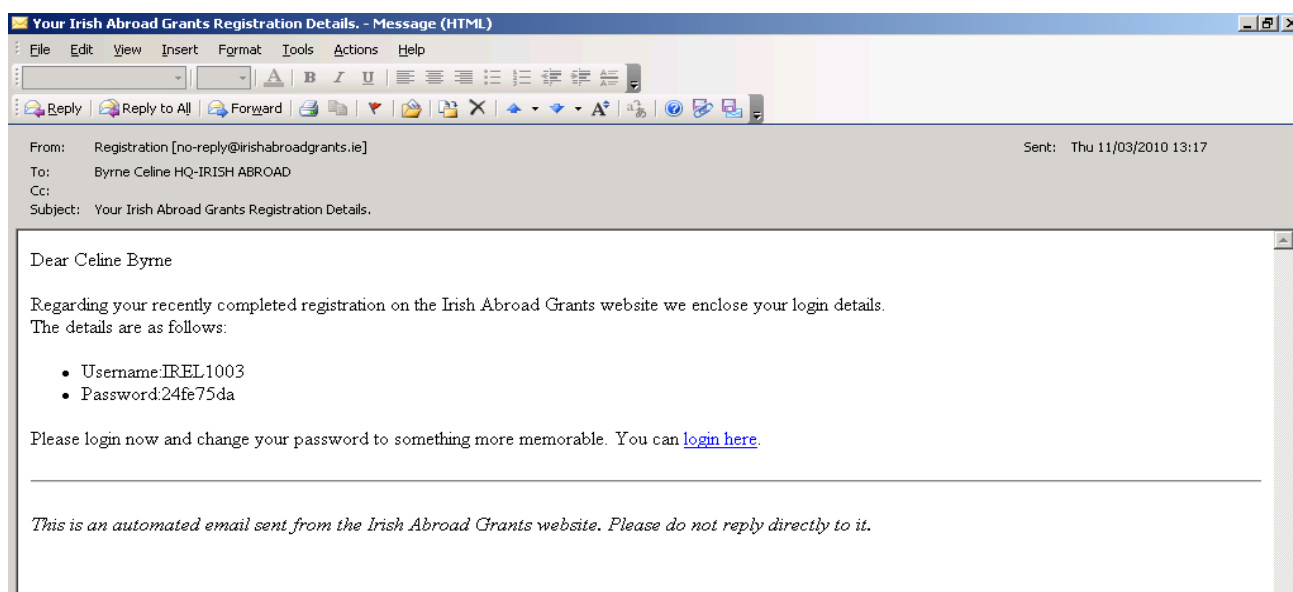 Your Irish Abroad Grants Registration Details. - Message (HTML)
File Edit View Insert Format Tools Actions Help
A B I U
Reply Reply to All Forward
From: Registration [no-reply@irishabroadgrants.ie] Sent: Thu 11/03/2010 13:17
To: Byrne Celine HQ-IRISH ABROAD
Cc:
Subject: Your Irish Abroad Grants Registration Details.
Dear Celine Byrne
Regarding your recently completed registration on the Irish Abroad Grants website we enclose your login details.
The details are as follows:
• Username:IREL1003
• Password:24fe75da
Please login now and change your password to something more memorable. You can login here.
This is an automated email sent from the Irish Abroad Grants website. Please do not reply directly to it.